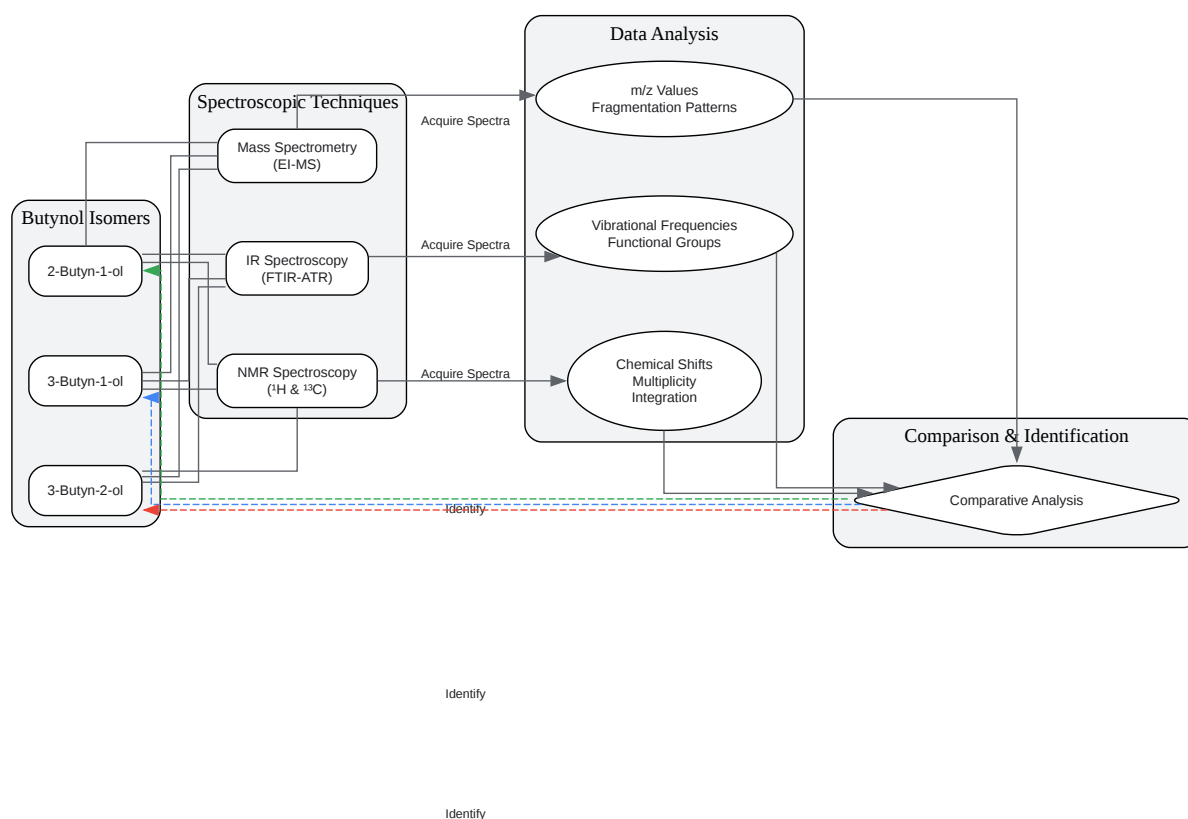 Data Analysis
m/z Values
Fragmentation Patterns
Spectroscopic Techniques
Acquire Spectra
Mass Spectrometry
(EI-MS)
Butynol Isomers
Vibrational Frequencies
Functional Groups
Acquire Spectra
2-Butyn-1-ol
IR Spectroscopy
(FTIR-ATR)
Chemical Shifts
Multiplicity
Integration
Acquire Spectra
3-Butyn-1-ol
NMR Spectroscopy
(¹H & ¹³C)
Comparison & Identification
3-Butyn-2-ol
Comparative Analysis
Identify
Identify
Identify